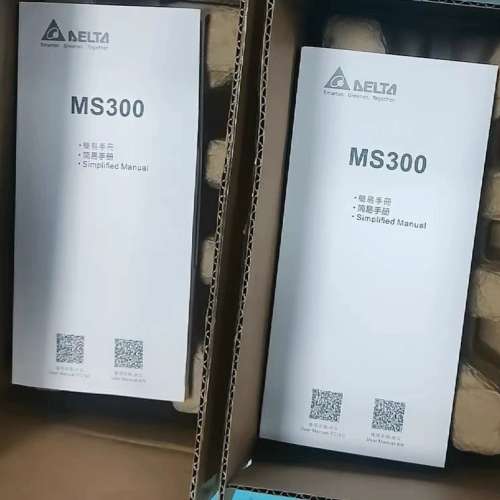 DELTA
Smarter. Greener. Together.
MS300
• 簡易手冊
• 简易手册
• Simplified Manual
DELTA
Smarter. Greener. Together.
MS300
• 簡易手冊
• 简易手册
• Simplified Manual